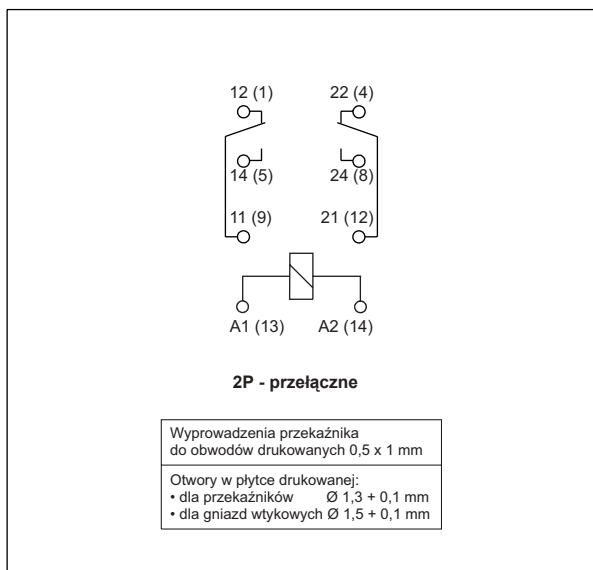 12 (1) 22 (4)
14 (5) 24 (8)
11 (9) 21 (12)
A1 (13) A2 (14)
2P - przełączne
Wyprowadzenia przekaźnika
do obwodów drukowanych 0,5 x 1 mm
Otwory w płytce drukowanej:
• dla przekaźników Ø 1,3 + 0,1 mm
• dla gniazd wtykowych Ø 1,5 + 0,1 mm